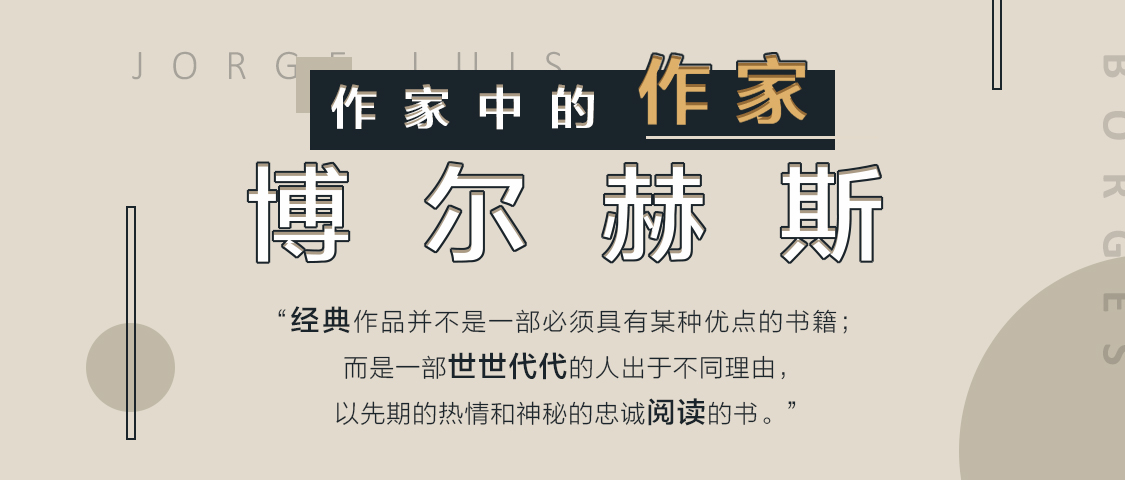 JORGE LUIS
作家中的作家
博尔赫斯
BORGES
“经典作品并不是一部必须具有某种优点的书籍；
而是一部世世代代的人出于不同理由，
以先期的热情和神秘的忠诚阅读的书。”